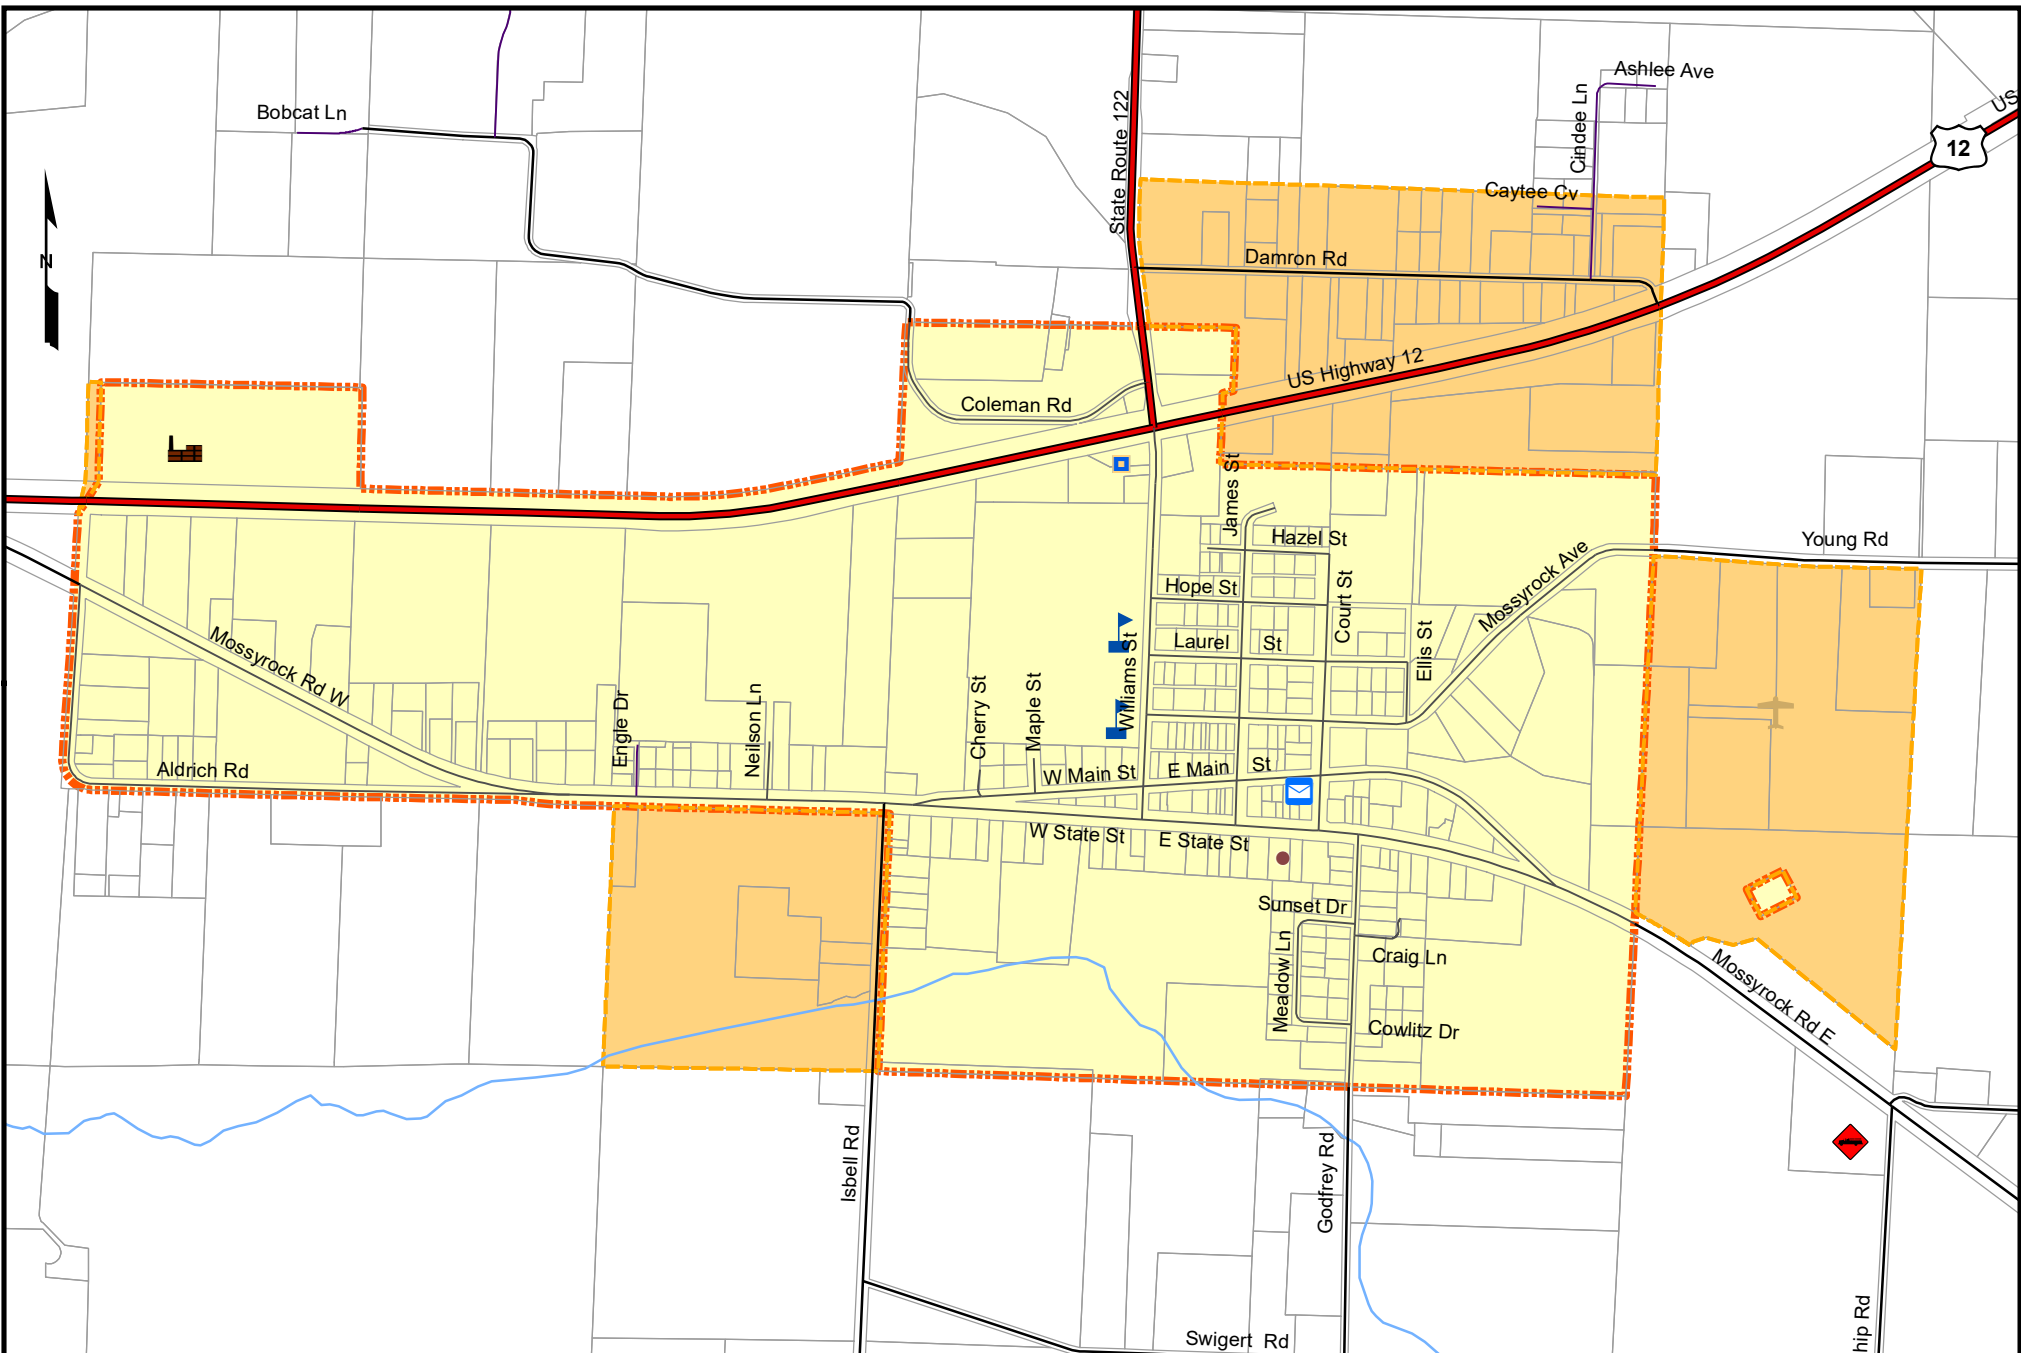 Ashlee Ave
US
Bobcat Ln
State Route 122
Cindee Ln
12
Caytee Cv
N
Damron Rd
US Highway 12
Coleman Rd
James St
Hazel St
Young Rd
Mossyrock Ave
Hope St
Court St
Laurel St
Ellis St
Williams St
Mossyrock Rd W
Engle Dr
Neilson Ln
Cherry St
Maple St
Aldrich Rd
W Main St
E Main St
W State St
E State St
Sunset Dr
Meadow Ln
Craig Ln
Mossyrock Rd E
Cowlitz Dr
Isbell Rd
Godfrey Rd
Swigert Rd
hip Rd